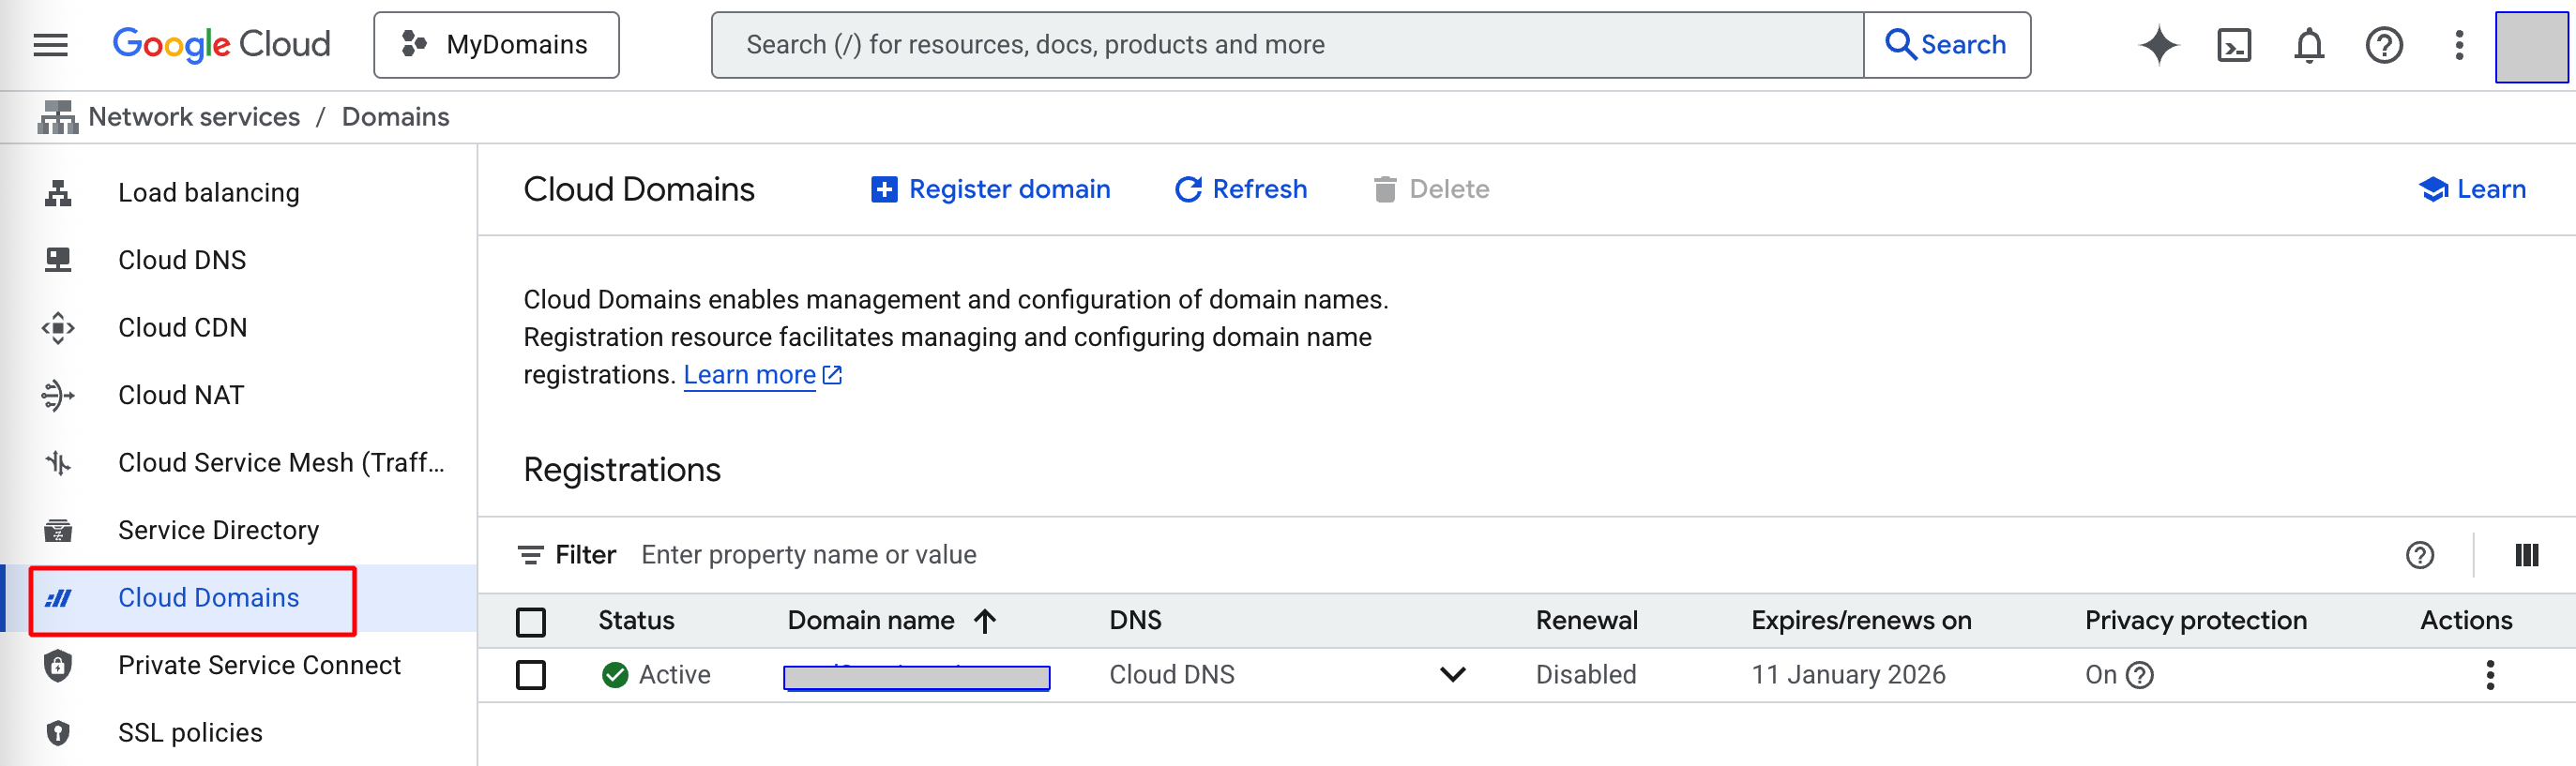 Google Cloud
MyDomains
Search (/) for resources, docs, products and more
Search
Network services / Domains
Load balancing
Cloud DNS
Cloud CDN
Cloud NAT
Cloud Service Mesh (Traff...
Service Directory
Cloud Domains
Private Service Connect
SSL policies
Cloud Domains
Register domain
Refresh
Delete
Learn
Cloud Domains enables management and configuration of domain names.
Registration resource facilitates managing and configuring domain name
registrations. Learn more
Registrations
Filter Enter property name or value
Status Domain name DNS Renewal Expires/renews on Privacy protection Actions
Active Cloud DNS Disabled 11 January 2026 On